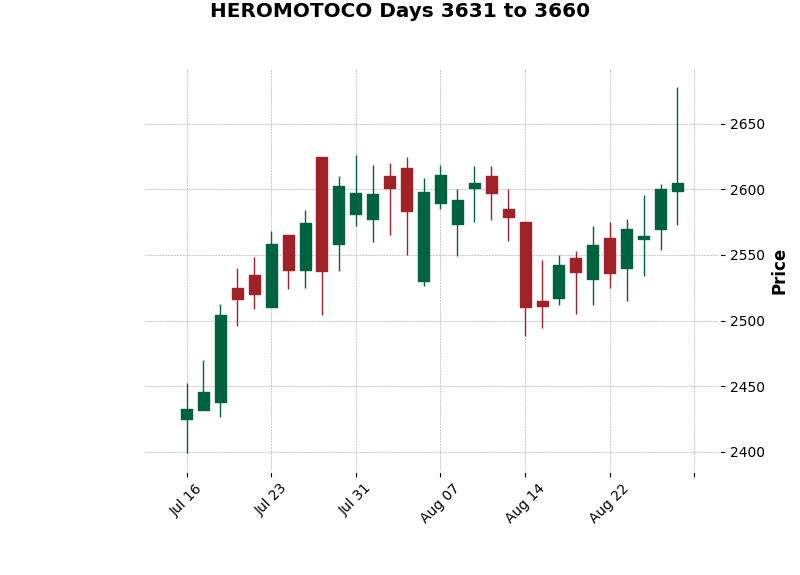 HEROMOTOCO Days 3631 to 3660
2650
2600
2550
2500
2450
2400
Price
Jul 16
Jul 23
Jul 31
Aug 07
Aug 14
Aug 22